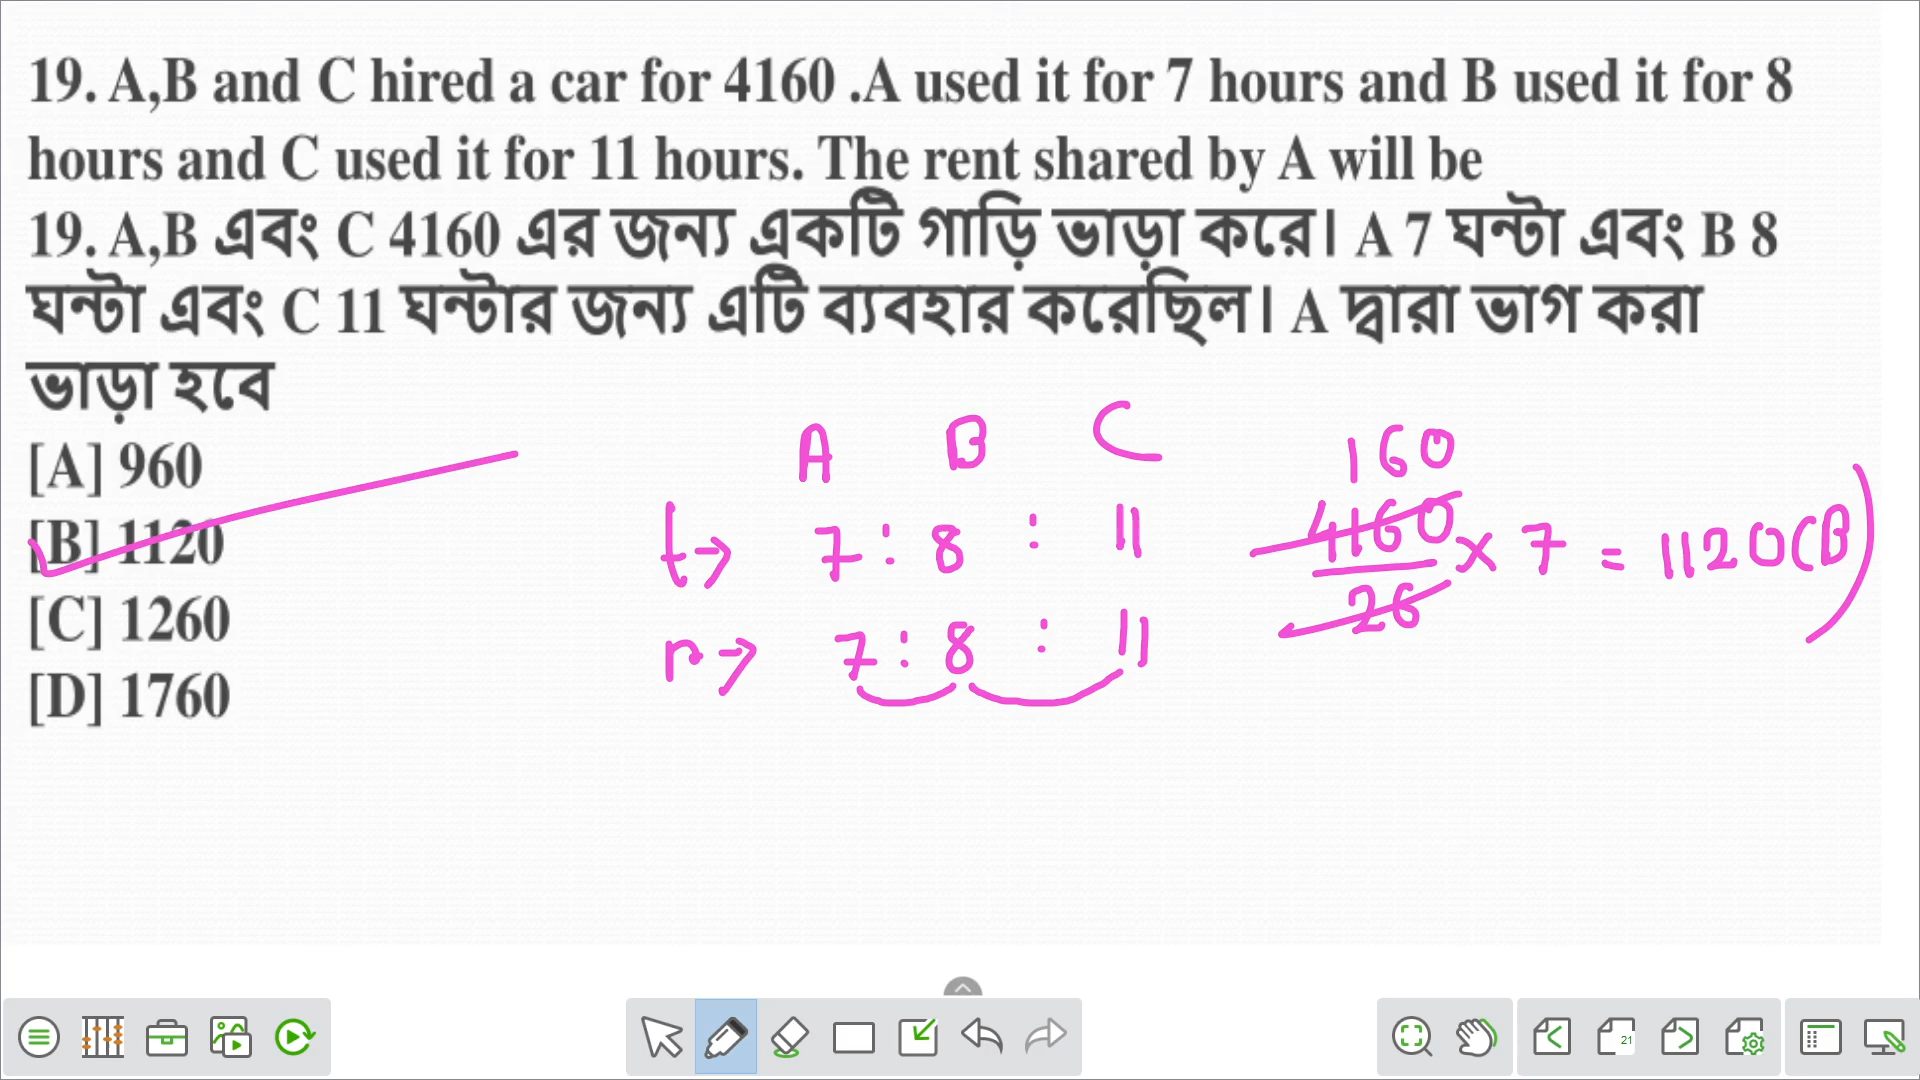 19. A,B and C hired a car for 4160 .A used it for 7 hours and B used it for 8
hours and C used it for 11 hours. The rent shared by A will be
19. A,B এবং C 4160 এর জন্য একটি গাড়ি ভাড়া করে। A 7 ঘন্টা এবং B 8
ঘন্টা এবং C 11 ঘন্টার জন্য এটি ব্যবহার করেছিল। A দ্বারা ভাগ করা
ভাড়া হবে
[A] 960
[B] 1120
[C] 1260
[D] 1760
A B C
t→ 7 : 8 : 11
r→ 7 : 8 : 11
160
4160 × 7 = 1120 (B)
26
21